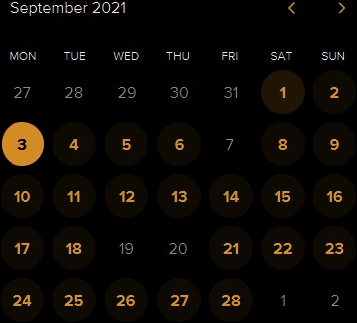 September 2021
MON TUE WED THU FRI SAT SUN
27 28 29 30 31 1 2
3 4 5 6 7 8 9
10 11 12 13 14 15 16
17 18 19 20 21 22 23
24 25 26 27 28 1 2